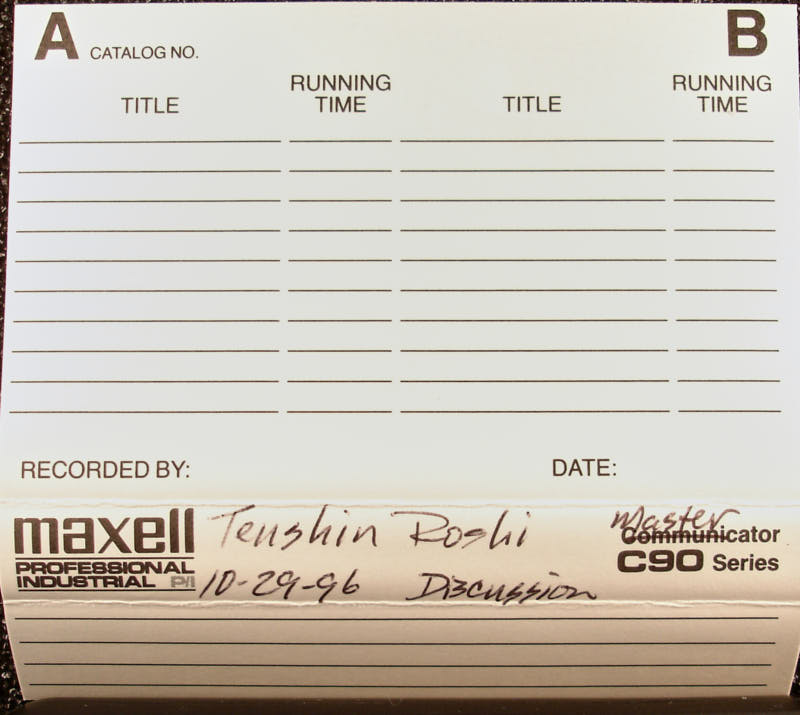 A CATALOG NO. B
TITLE RUNNING TIME TITLE RUNNING TIME
RECORDED BY: DATE:
maxell Tenshin Roshi Master
PROFESSIONAL Communicator
INDUSTRIAL P/I 10-29-96 Discussion C90 Series